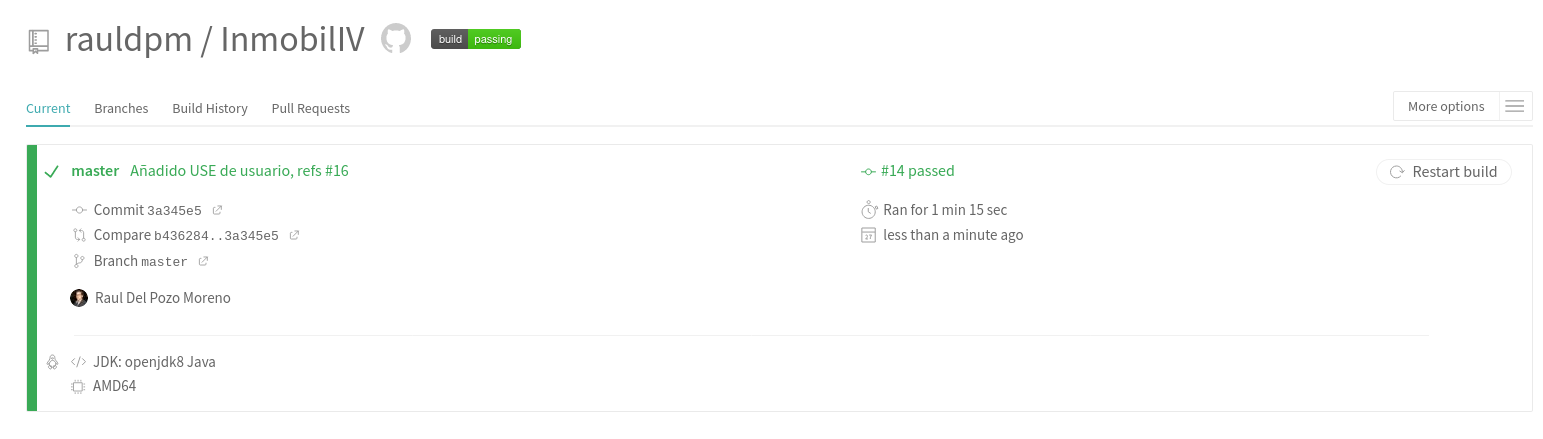 rauldpm / InmobilIV build passing
Current Branches Build History Pull Requests More options
master Añadido USE de usuario, refs #16 #14 passed Restart build
Commit 3a345e5 Ran for 1 min 15 sec
Compare b436284..3a345e5 less than a minute ago
Branch master
Raul Del Pozo Moreno
JDK: openjdk8 Java
AMD64